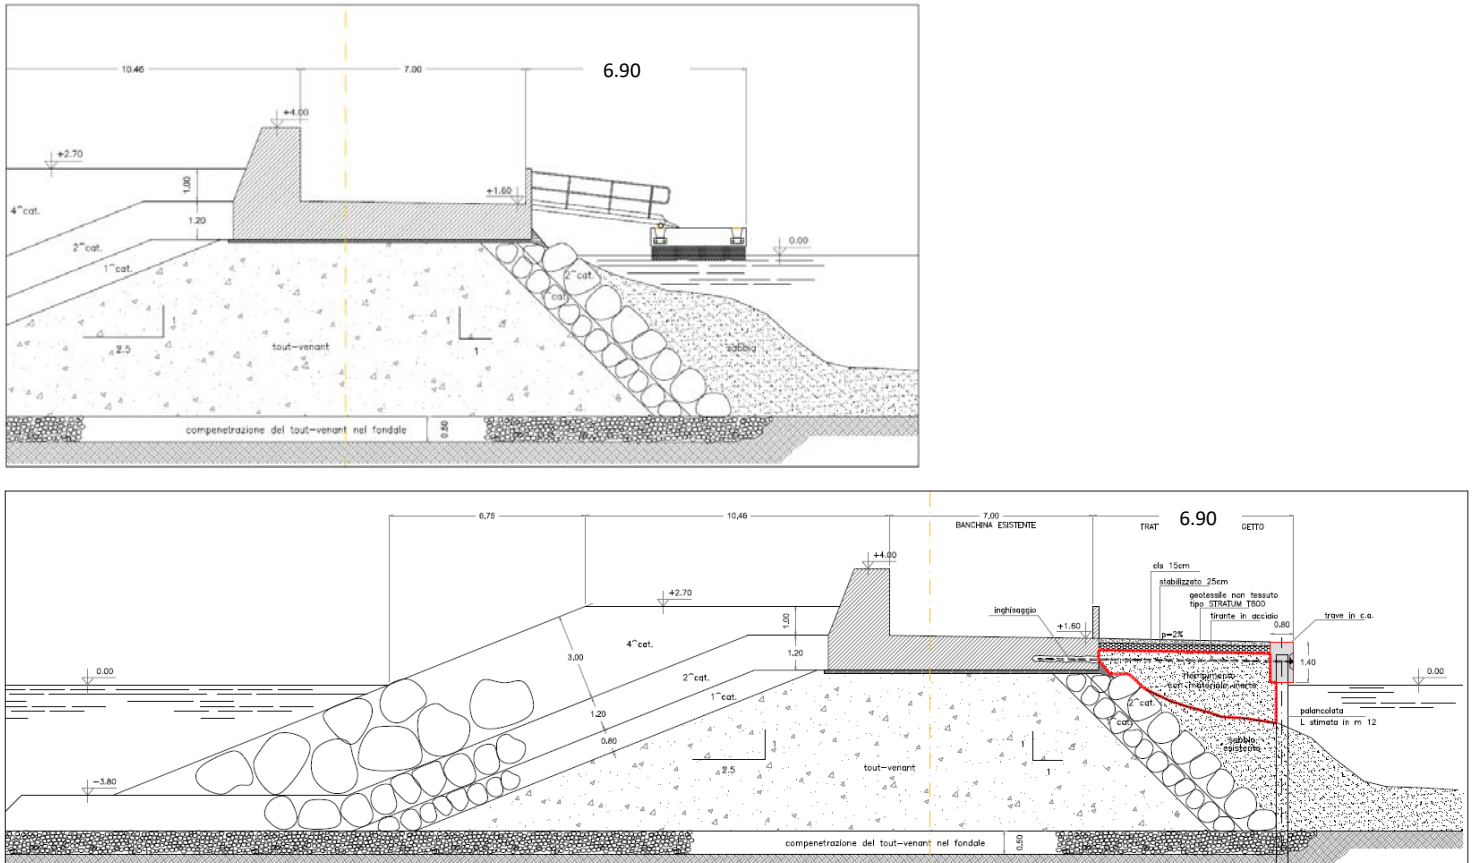 10.46
7.00
6.90
+4.00
+2.70
1.00
+1.60
4^cat.
1.20
0.00
2^cat.
1^cat.
2^cat.
cat.
1
2.5
1
1
tout-venant
sabbia
compenetrazione del tout-venant nel fondale
0.50
6.75
10.46
7.00
6.90
BANCHINA ESISTENTE
TRAT
GETTO
+4.00
cls 15cm
stabilizzato 25cm
+2.70
geotessile non tessuto
tipo STRATUM T800
inghisaggio
tirante in acciaio
0.80
trave in c.a.
1.00
+1.60
p=2%
4^cat.
3.00
1.20
1.40
0.00
0.00
2^cat.
riempimento
con materiale inerte
1^cat.
2^cat.
cat.
1.20
palancolata
L stimata in m 12
0.80
1
2.5
1
1
sabbia
esistente
tout-venant
-3.80
compenetrazione del tout-venant nel fondale
0.50